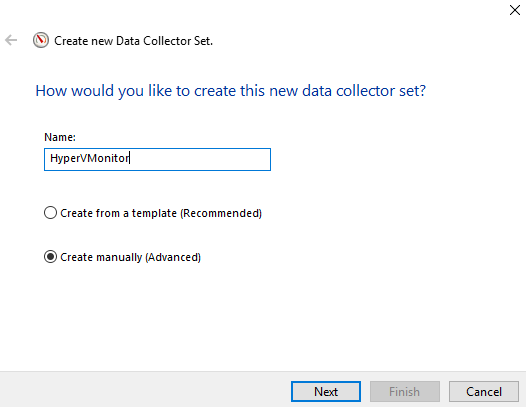 Create new Data Collector Set.
How would you like to create this new data collector set?
Name:
HyperVMonitor
Create from a template (Recommended)
Create manually (Advanced)
Next
Finish
Cancel